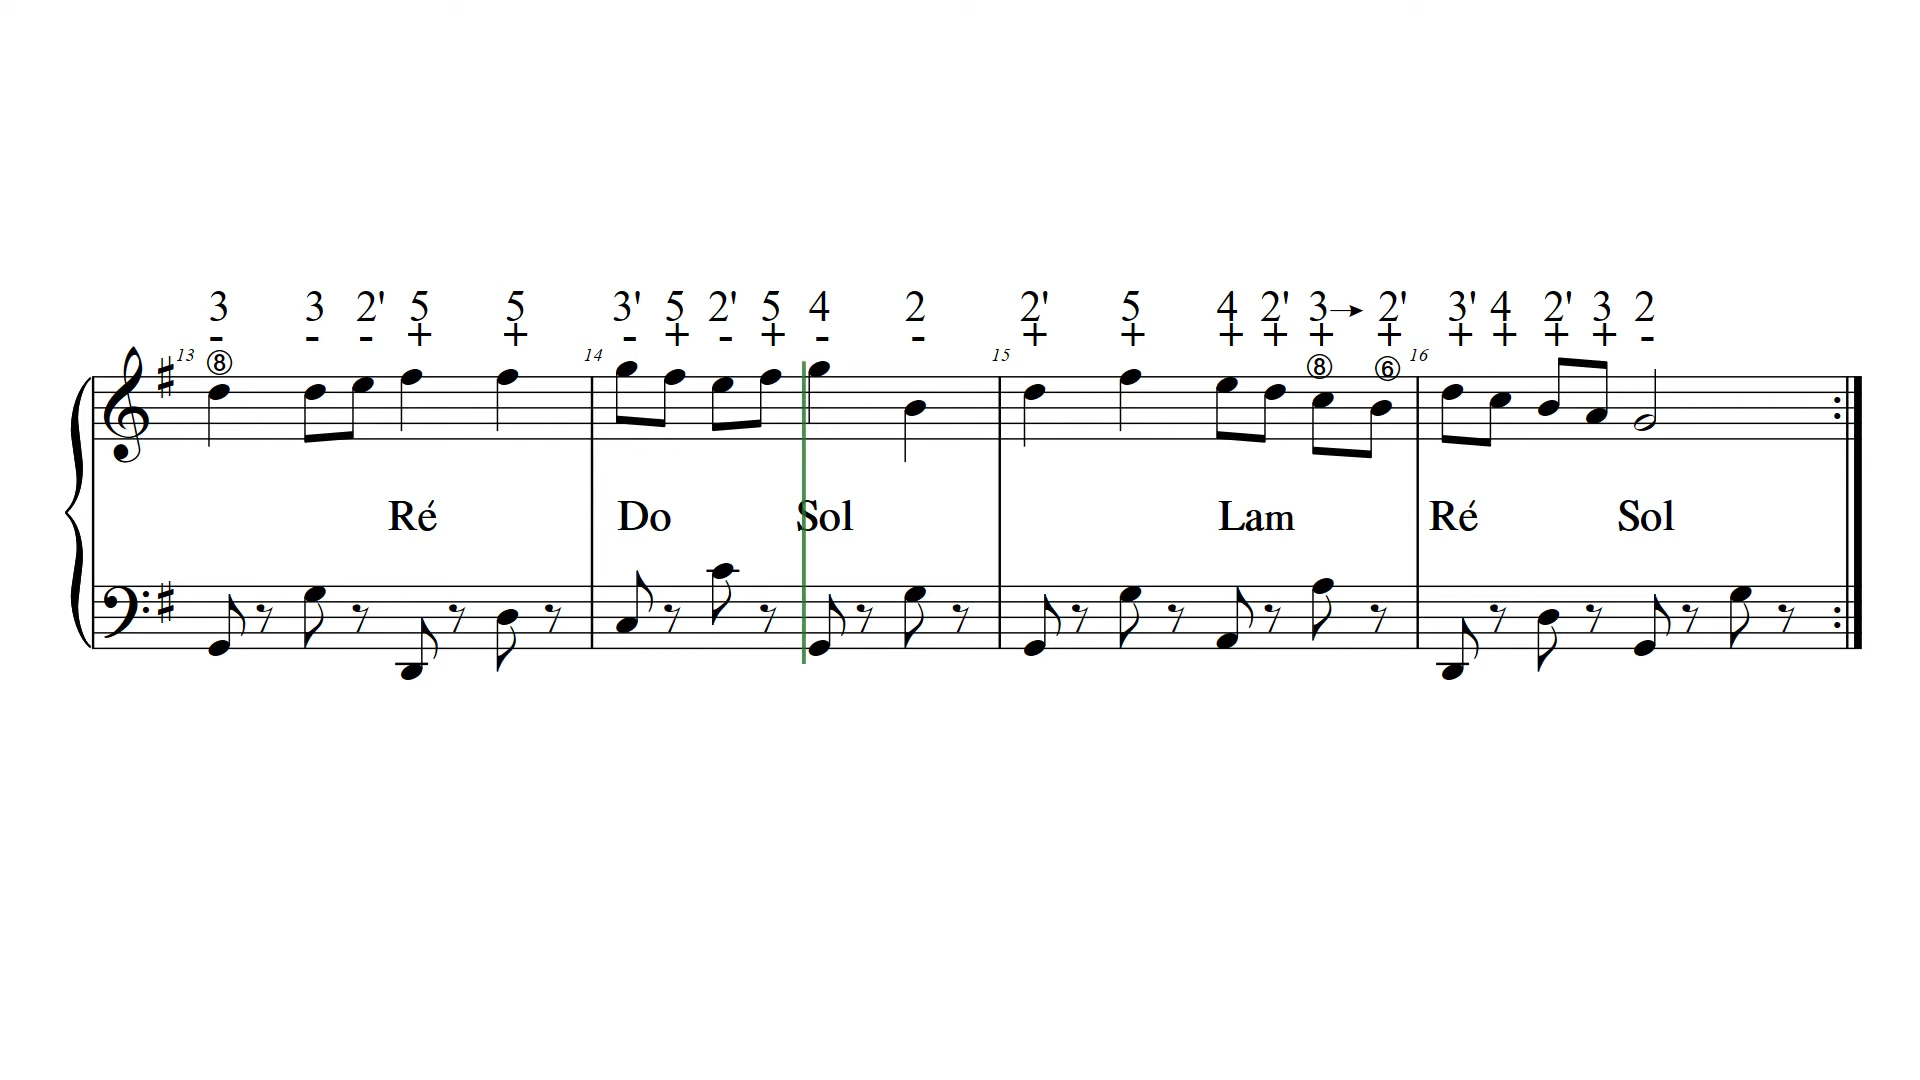 3 3 2' 5 5 3' 5 2' 5 4 2 2' 5 4 2' 3→ 2' 3' 4 2' 3 2
- - - + + - + - + - - + + + + + + + + + + -
13 ⑧ 14 15 ⑧ ⑥ 16
Ré Do Sol Lam Ré Sol